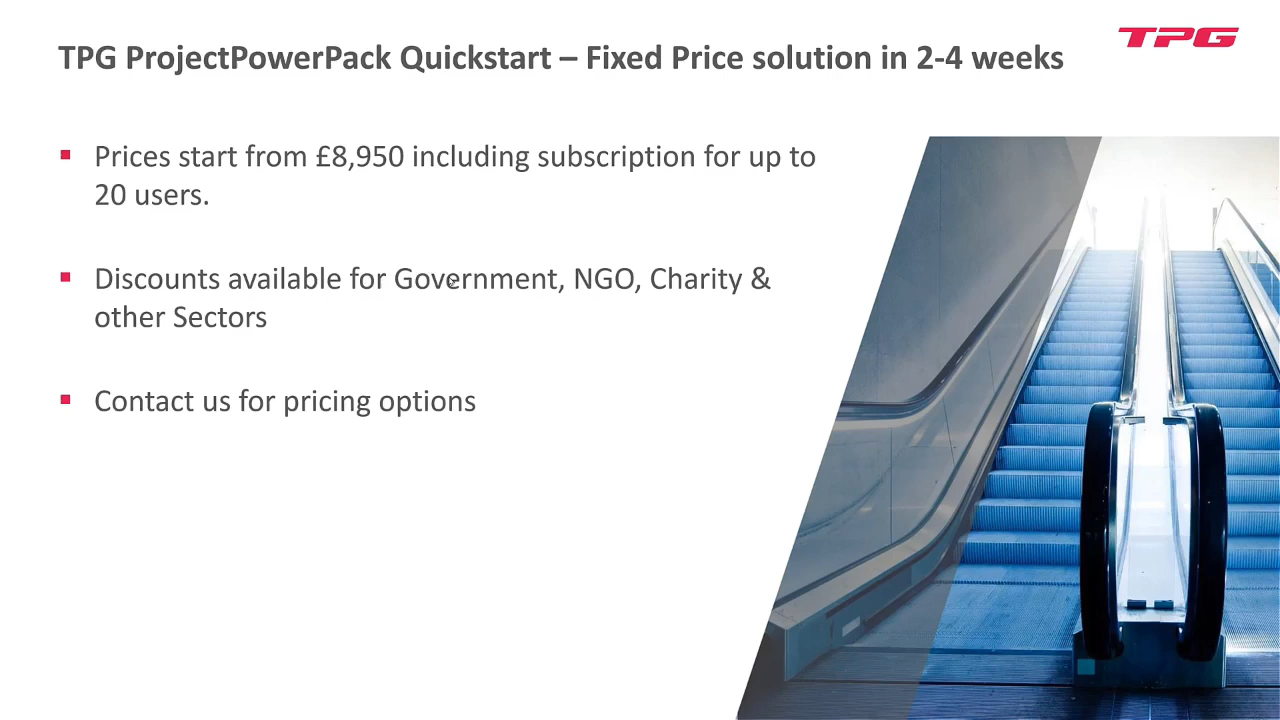 TPG ProjectPowerPack Quickstart – Fixed Price solution in 2-4 weeks
TPG
Prices start from £8,950 including subscription for up to
20 users.
Discounts available for Government, NGO, Charity &
other Sectors
Contact us for pricing options